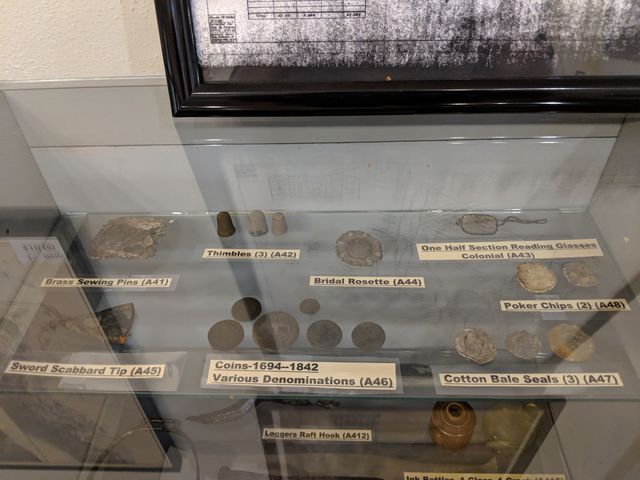 Thimbles (3) (A42)
One Half Section Reading Glasses
Colonial (A43)
Brass Sewing Pins (A41)
Bridal Rosette (A44)
Poker Chips (2) (A48)
Sword Scabbard Tip (A45)
Coins-1694--1842
Various Denominations (A46)
Cotton Bale Seals (3) (A47)
Loggers Raft Hook (A412)